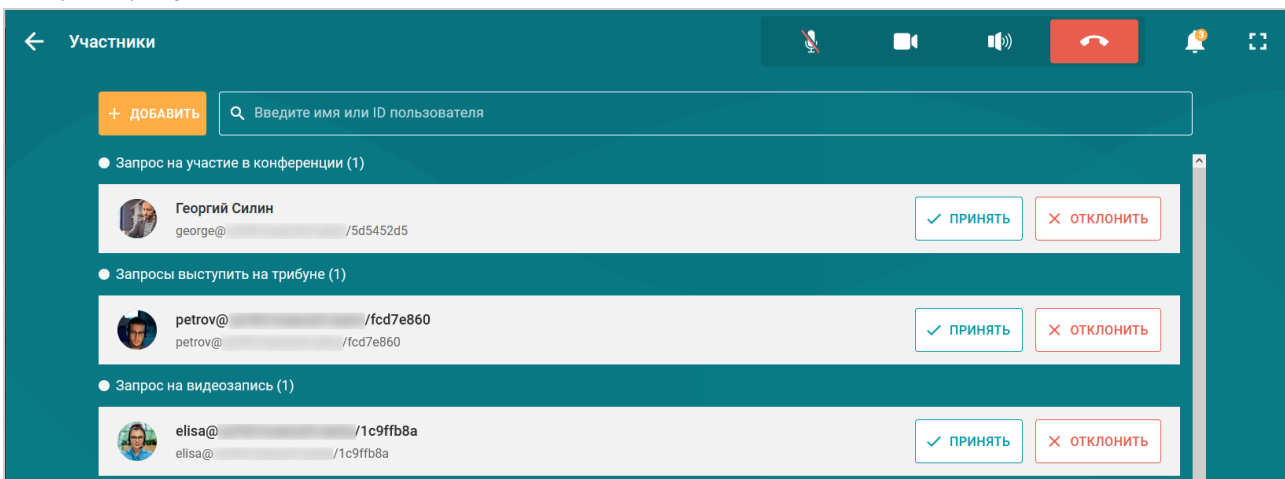 Участники
3
+ ДОБАВИТЬ
Введите имя или ID пользователя
Запрос на участие в конференции (1)
Георгий Силин
george@ /5d5452d5
ПРИНЯТЬ
ОТКЛОНИТЬ
Запросы выступить на трибуне (1)
petrov@ /fcd7e860
petrov@ /fcd7e860
ПРИНЯТЬ
ОТКЛОНИТЬ
Запрос на видеозапись (1)
elisa@ /1c9ffb8a
elisa@ /1c9ffb8a
ПРИНЯТЬ
ОТКЛОНИТЬ